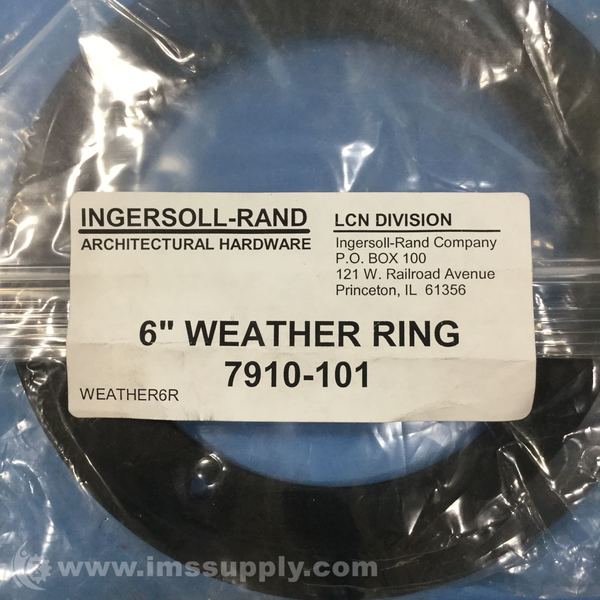 INGERSOLL-RAND
ARCHITECTURAL HARDWARE
LCN DIVISION
Ingersoll-Rand Company
P.O. BOX 100
121 W. Railroad Avenue
Princeton, IL 61356
6" WEATHER RING
7910-101
WEATHER6R
www.imssupply.com